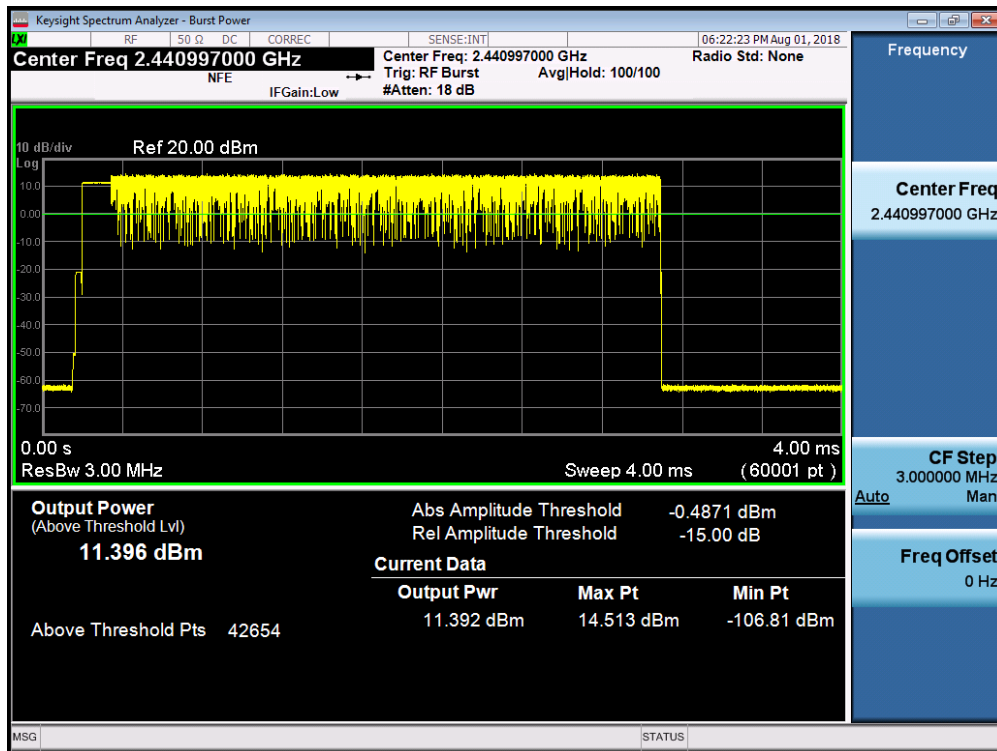 Keysight Spectrum Analyzer - Burst Power
LXI
RF
50 Ω
DC
CORREC
SENSE:INT
06:22:23 PM Aug 01, 2018
Center Freq 2.440997000 GHz
NFE
IFGain:Low
Center Freq: 2.440997000 GHz
Trig: RF Burst
Avg|Hold: 100/100
#Atten: 18 dB
Radio Std: None
Frequency
10 dB/div
Log
Ref 20.00 dBm
10.0
0.00
-10.0
-20.0
-30.0
-40.0
-50.0
-60.0
-70.0
0.00 s
4.00 ms
ResBw 3.00 MHz
Sweep 4.00 ms
(60001 pt)
Center Freq
2.440997000 GHz
CF Step
3.000000 MHz
Auto
Man
Freq Offset
0 Hz
Output Power
(Above Threshold Lvl)
11.396 dBm
Above Threshold Pts 42654
Abs Amplitude Threshold -0.4871 dBm
Rel Amplitude Threshold -15.00 dB
Current Data
Output Pwr Max Pt Min Pt
11.392 dBm 14.513 dBm -106.81 dBm
MSG
STATUS